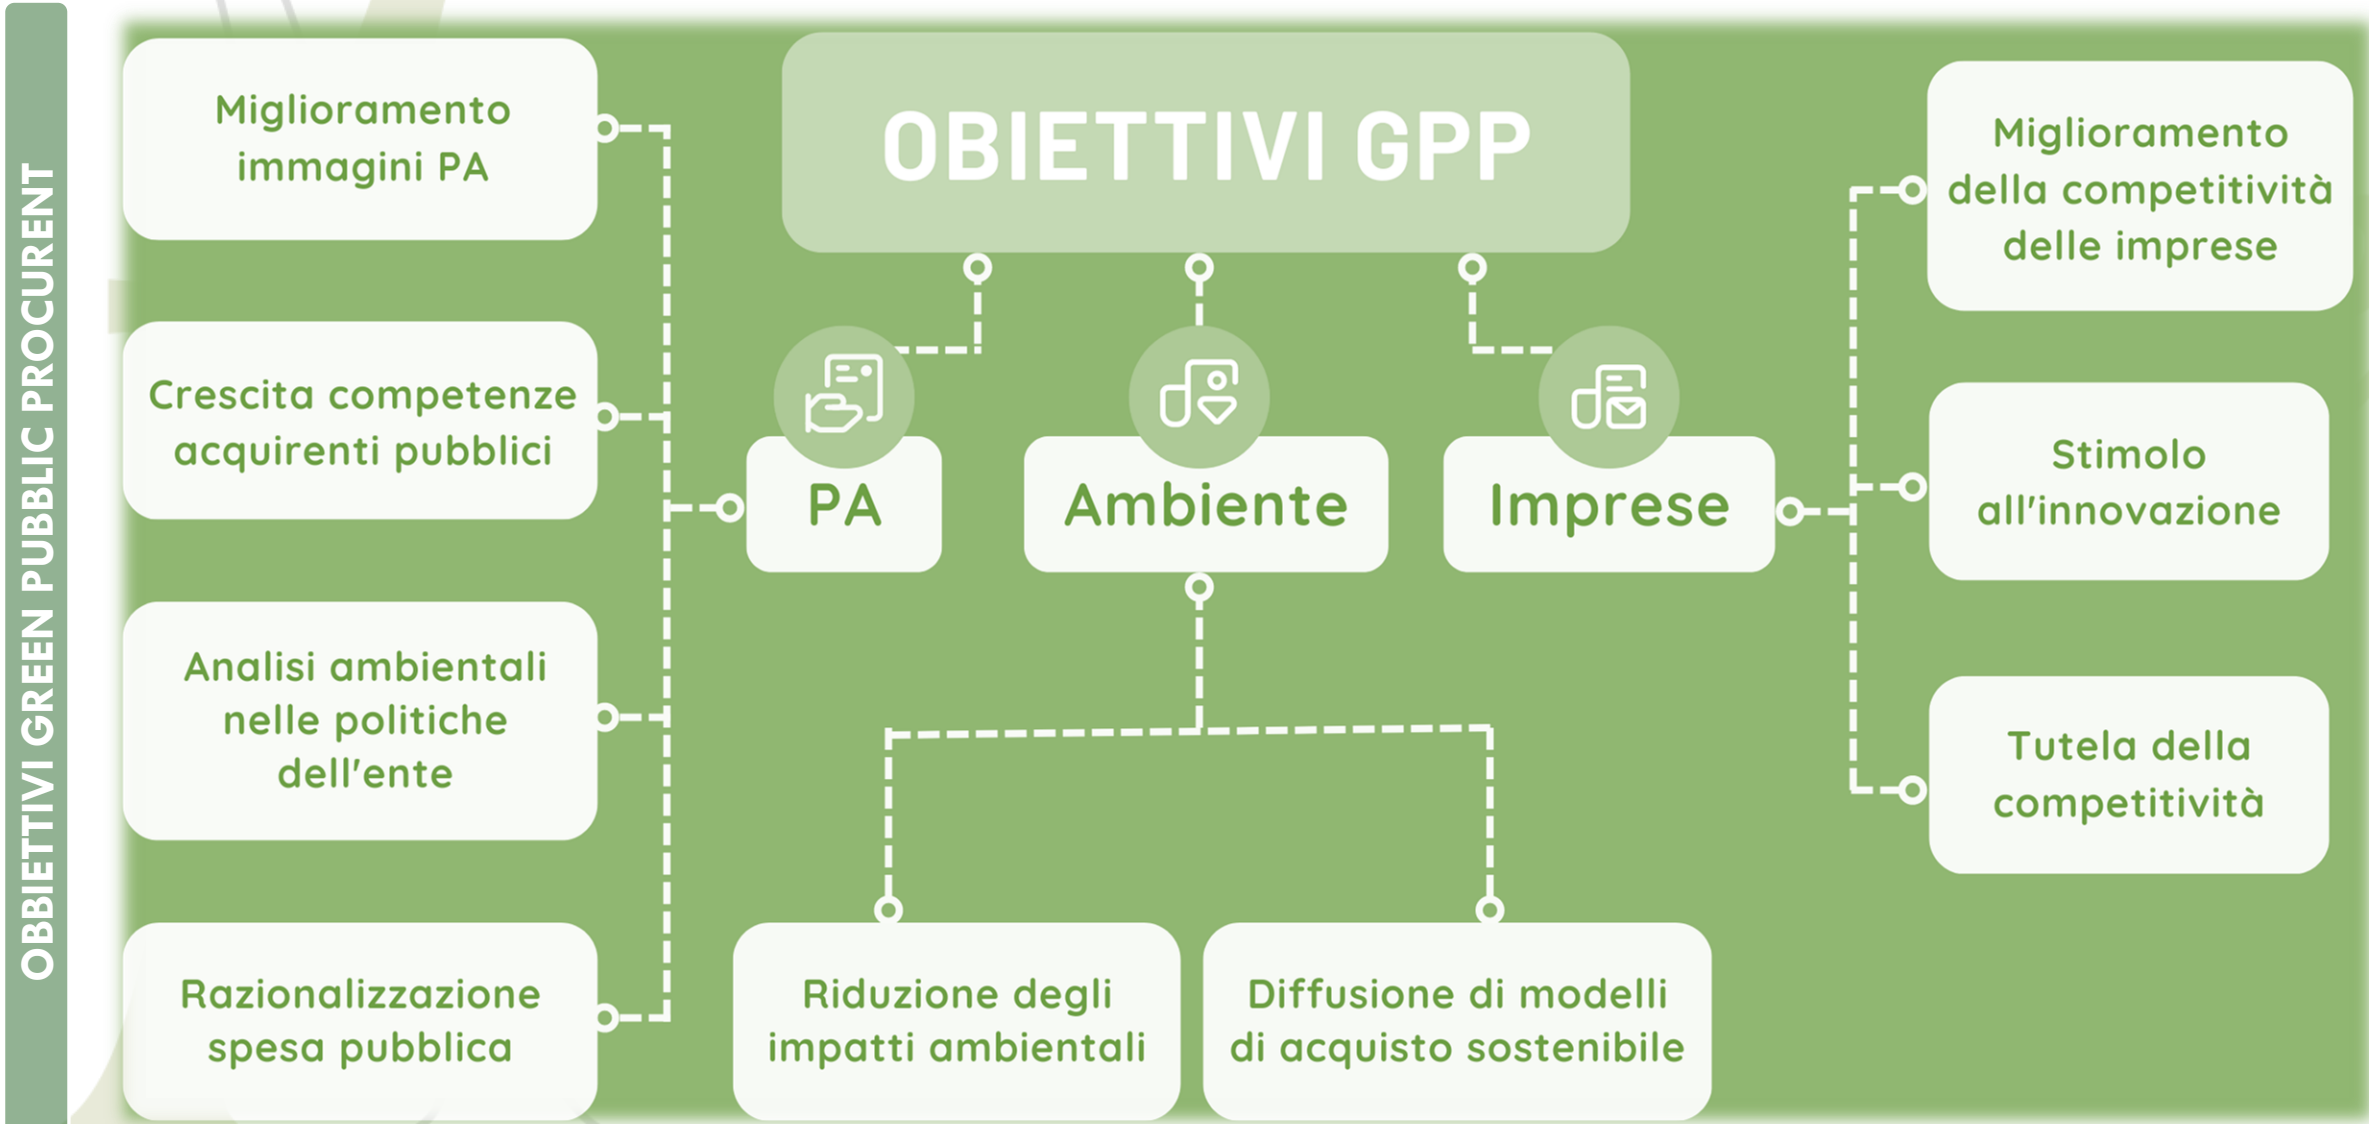 OBBIETTIVI GREEN PUBBLIC PROCURENT
OBIETTIVI GPP
PA
Ambiente
Imprese
Miglioramento
immagini PA
Crescita competenze
acquirenti pubblici
Analisi ambientali
nelle politiche
dell'ente
Razionalizzazione
spesa pubblica
Riduzione degli
impatti ambientali
Diffusione di modelli
di acquisto sostenibile
Miglioramento
della competitività
delle imprese
Stimolo
all'innovazione
Tutela della
competitività